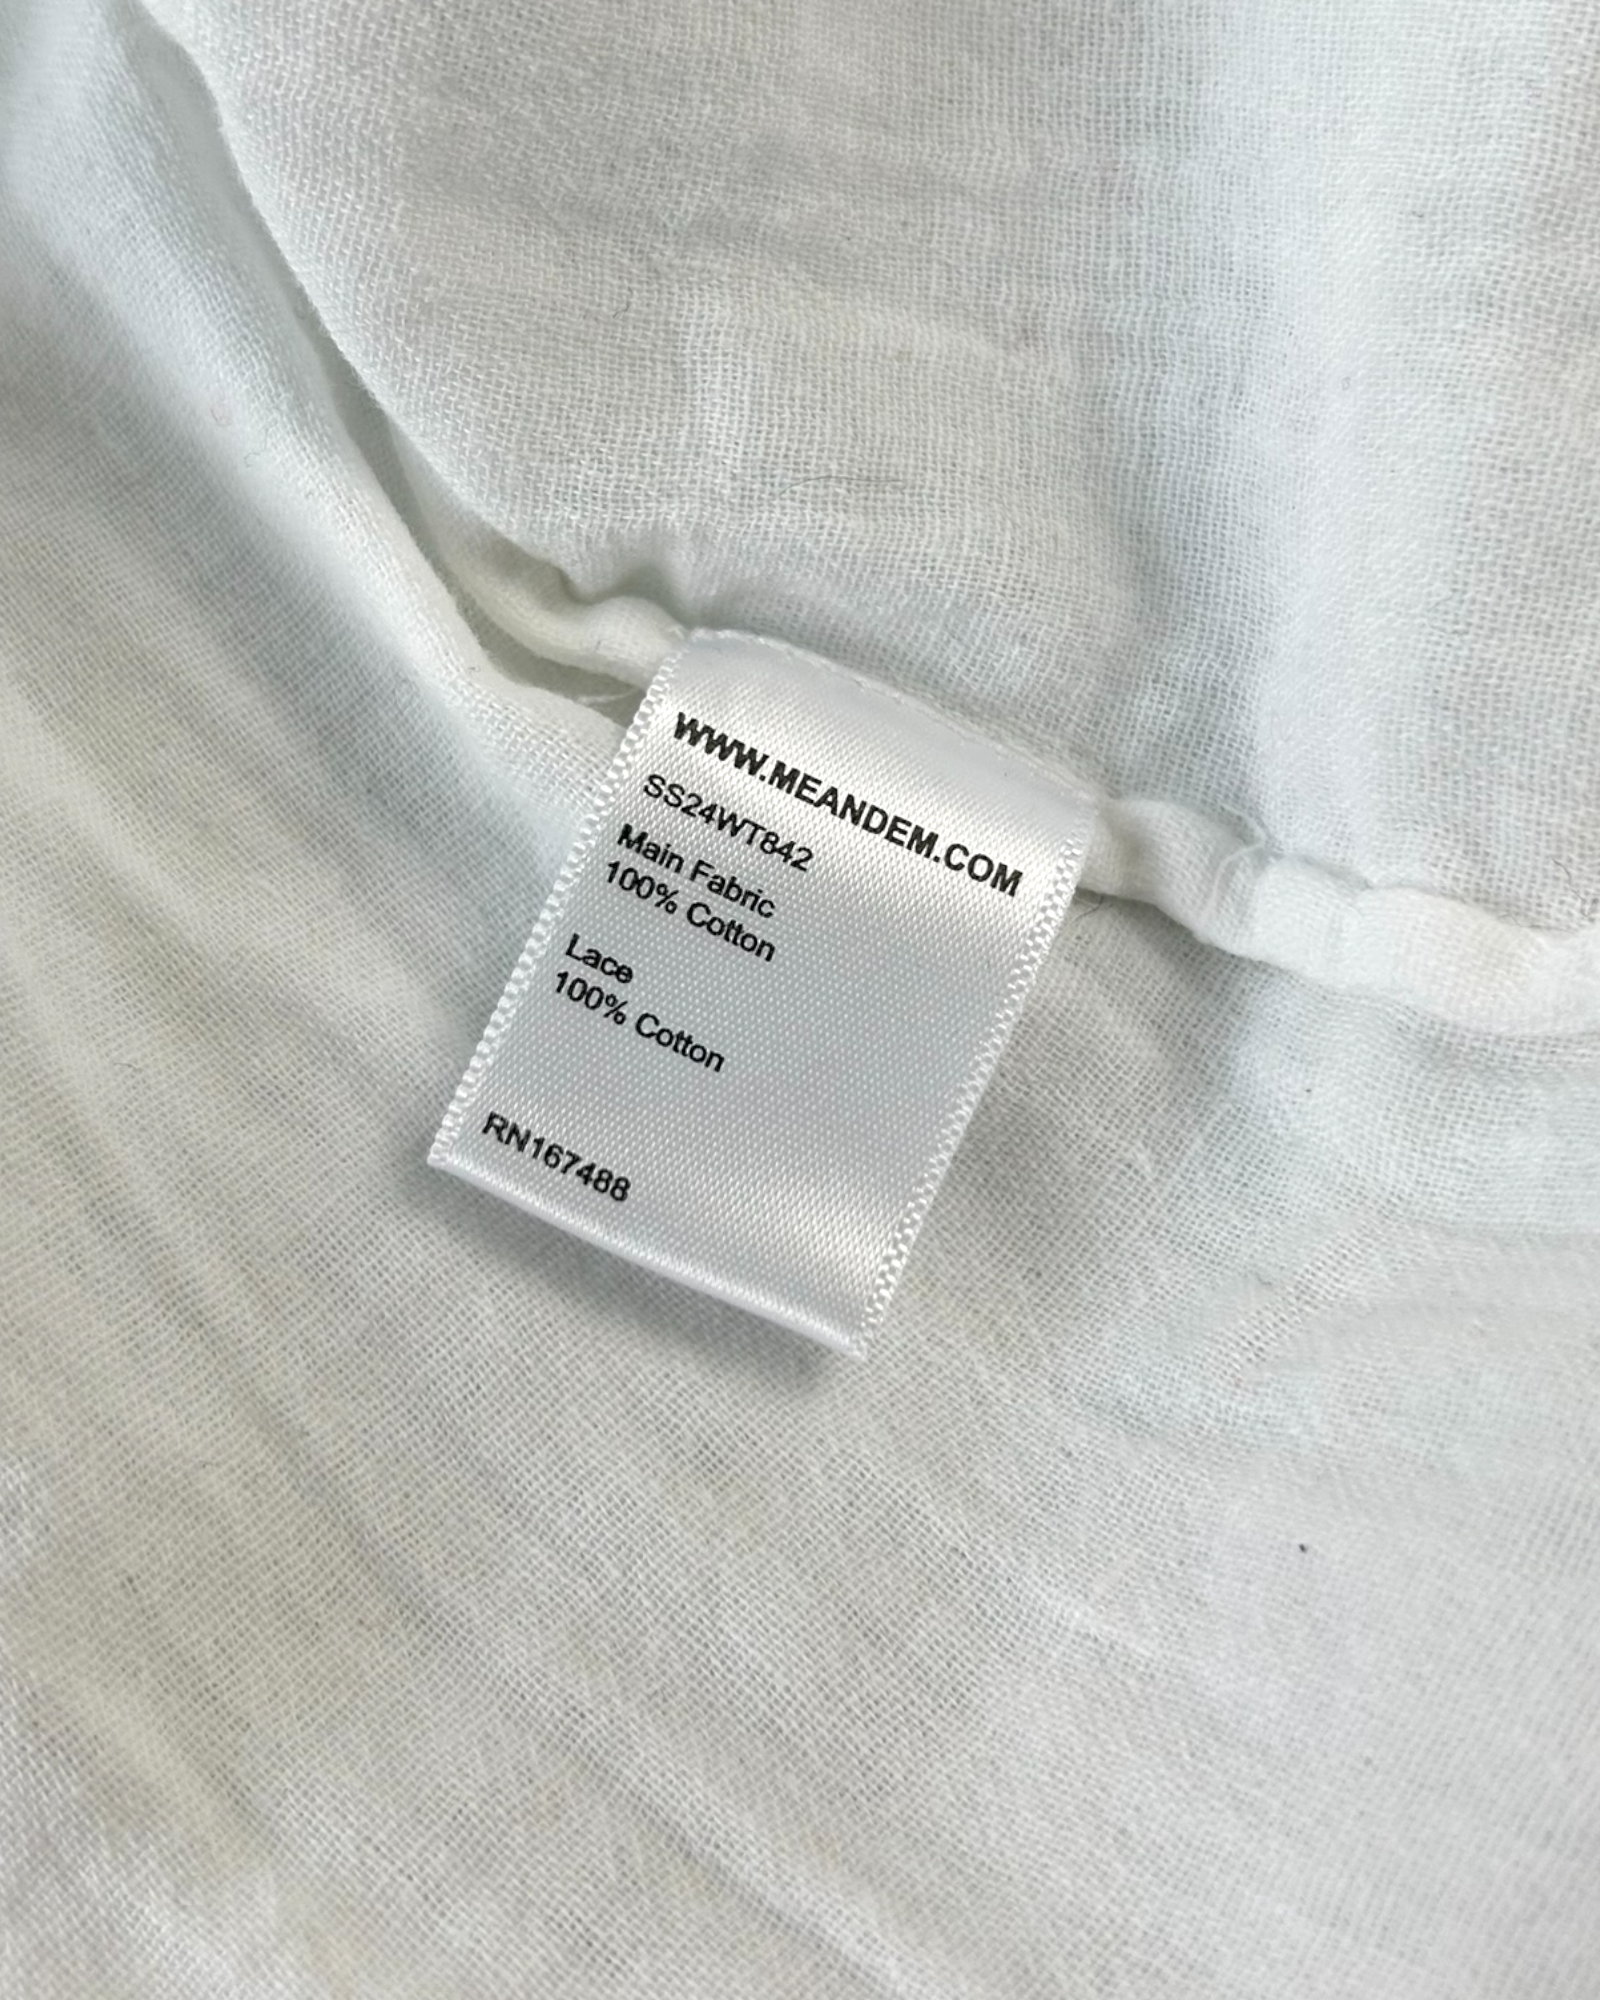 WWW.MEANDEM.COM
SS24WT842
Main Fabric
100% Cotton
Lace
100% Cotton
RN167488